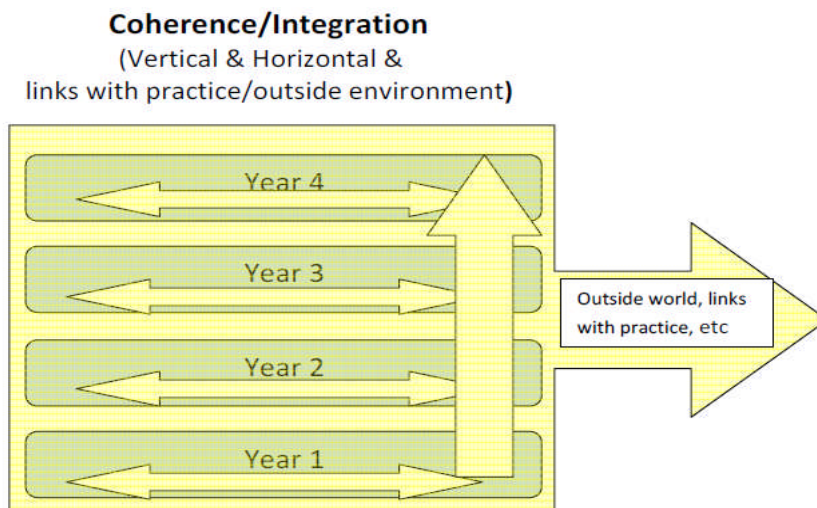 Coherence/Integration
(Vertical & Horizontal &
links with practice/outside environment)
Year 4
Year 3
Outside world, links
with practice, etc
Year 2
Year 1